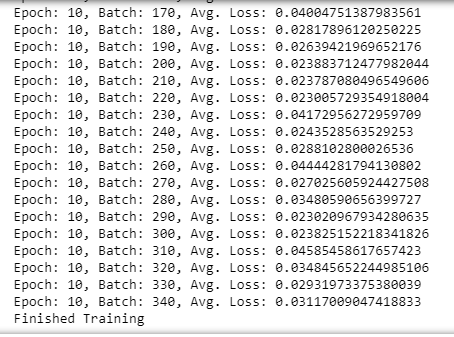 Epoch: 10, Batch: 170, Avg. Loss: 0.04004751387983561
Epoch: 10, Batch: 180, Avg. Loss: 0.02817896120250225
Epoch: 10, Batch: 190, Avg. Loss: 0.02639421969652176
Epoch: 10, Batch: 200, Avg. Loss: 0.023883712477982044
Epoch: 10, Batch: 210, Avg. Loss: 0.023787080496549606
Epoch: 10, Batch: 220, Avg. Loss: 0.023005729354918004
Epoch: 10, Batch: 230, Avg. Loss: 0.04172956272959709
Epoch: 10, Batch: 240, Avg. Loss: 0.0243528563529253
Epoch: 10, Batch: 250, Avg. Loss: 0.0288102800026536
Epoch: 10, Batch: 260, Avg. Loss: 0.04444281794130802
Epoch: 10, Batch: 270, Avg. Loss: 0.027025605924427508
Epoch: 10, Batch: 280, Avg. Loss: 0.03480590656399727
Epoch: 10, Batch: 290, Avg. Loss: 0.023020967934280635
Epoch: 10, Batch: 300, Avg. Loss: 0.023825152218341826
Epoch: 10, Batch: 310, Avg. Loss: 0.04585458617657423
Epoch: 10, Batch: 320, Avg. Loss: 0.034845652244985106
Epoch: 10, Batch: 330, Avg. Loss: 0.02931973375380039
Epoch: 10, Batch: 340, Avg. Loss: 0.03117009047418833
Finished Training